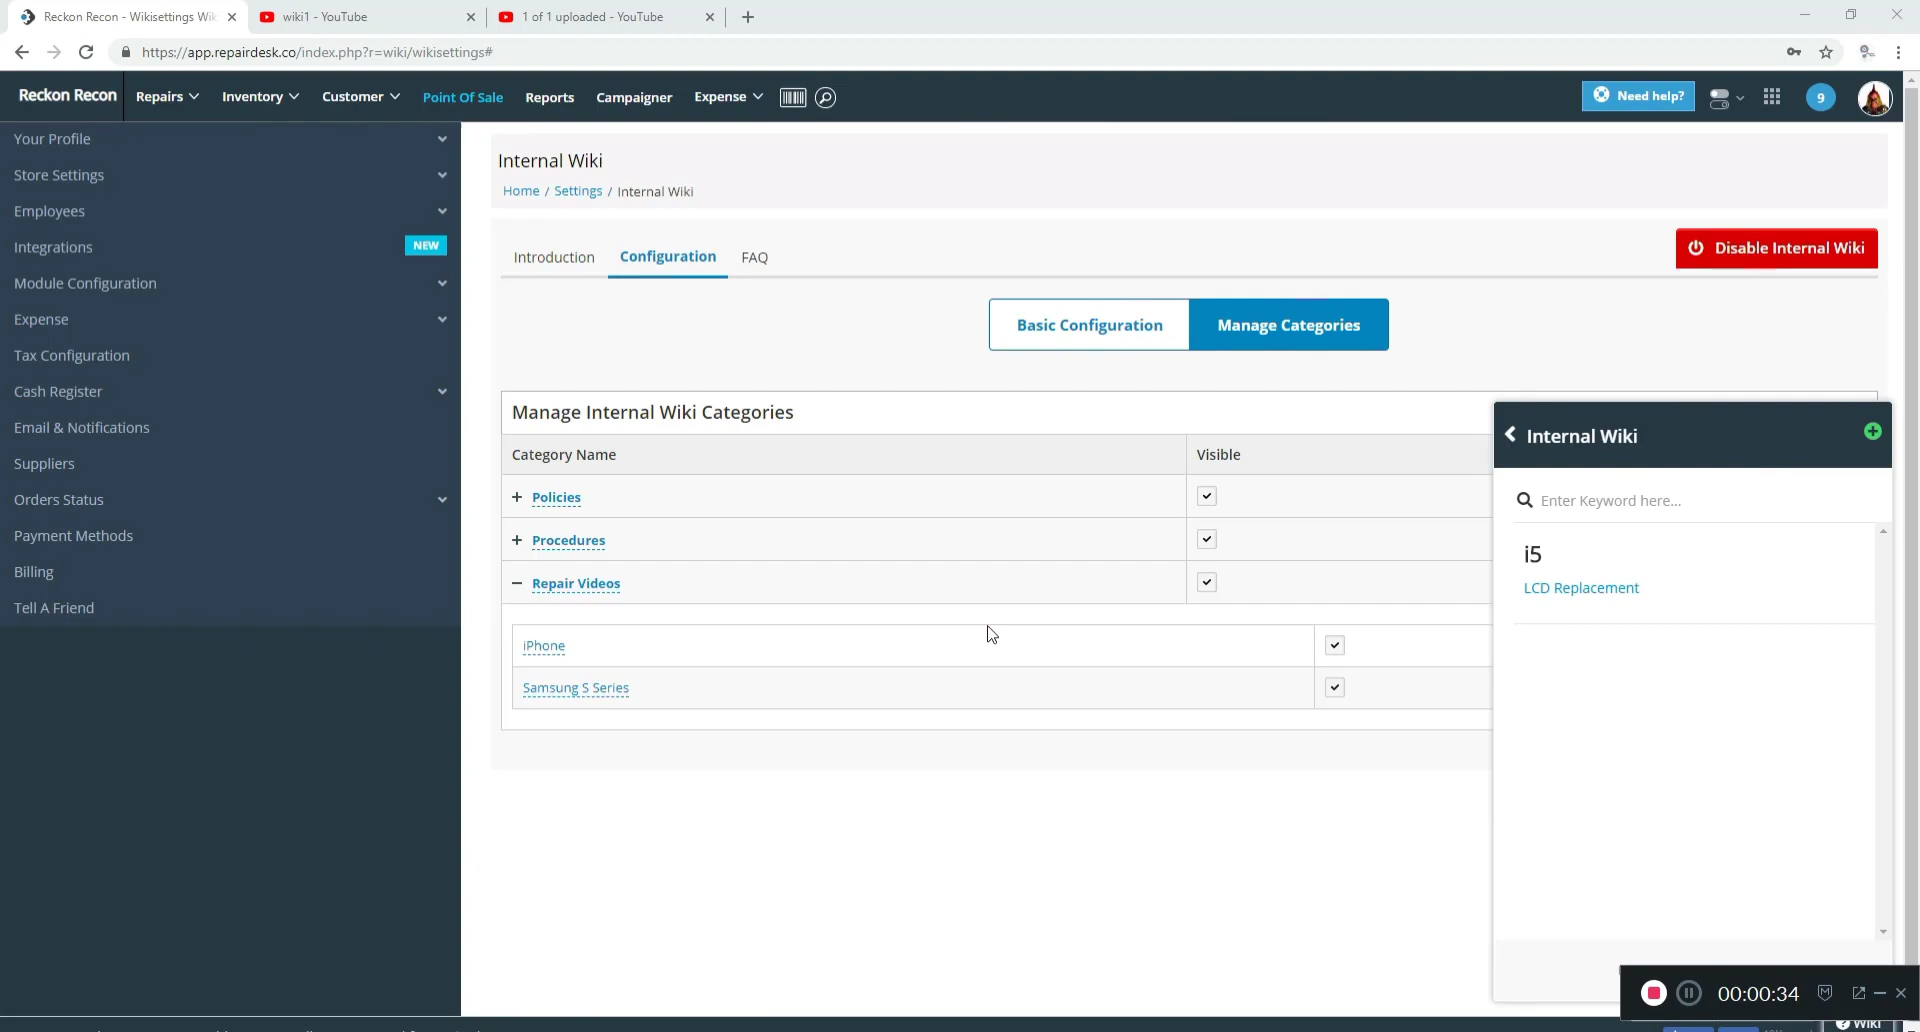 Reckon Recon - Wikisettings Wik
wiki1 - YouTube
1 of 1 uploaded - YouTube
https://app.repairdesk.co/index.php?r=wiki/wikisettings#
Reckon Recon
Repairs
Inventory
Customer
Point Of Sale
Reports
Campaigner
Expense
Need help?
9
Your Profile
Store Settings
Employees
Integrations
NEW
Module Configuration
Expense
Tax Configuration
Cash Register
Email & Notifications
Suppliers
Orders Status
Payment Methods
Billing
Tell A Friend
Internal Wiki
Home / Settings / Internal Wiki
Introduction
Configuration
FAQ
Disable Internal Wiki
Basic Configuration
Manage Categories
Manage Internal Wiki Categories
Category Name
Visible
+ Policies
+ Procedures
− Repair Videos
iPhone
Samsung S Series
Internal Wiki
Enter Keyword here...
i5
LCD Replacement
00:00:34
Wiki